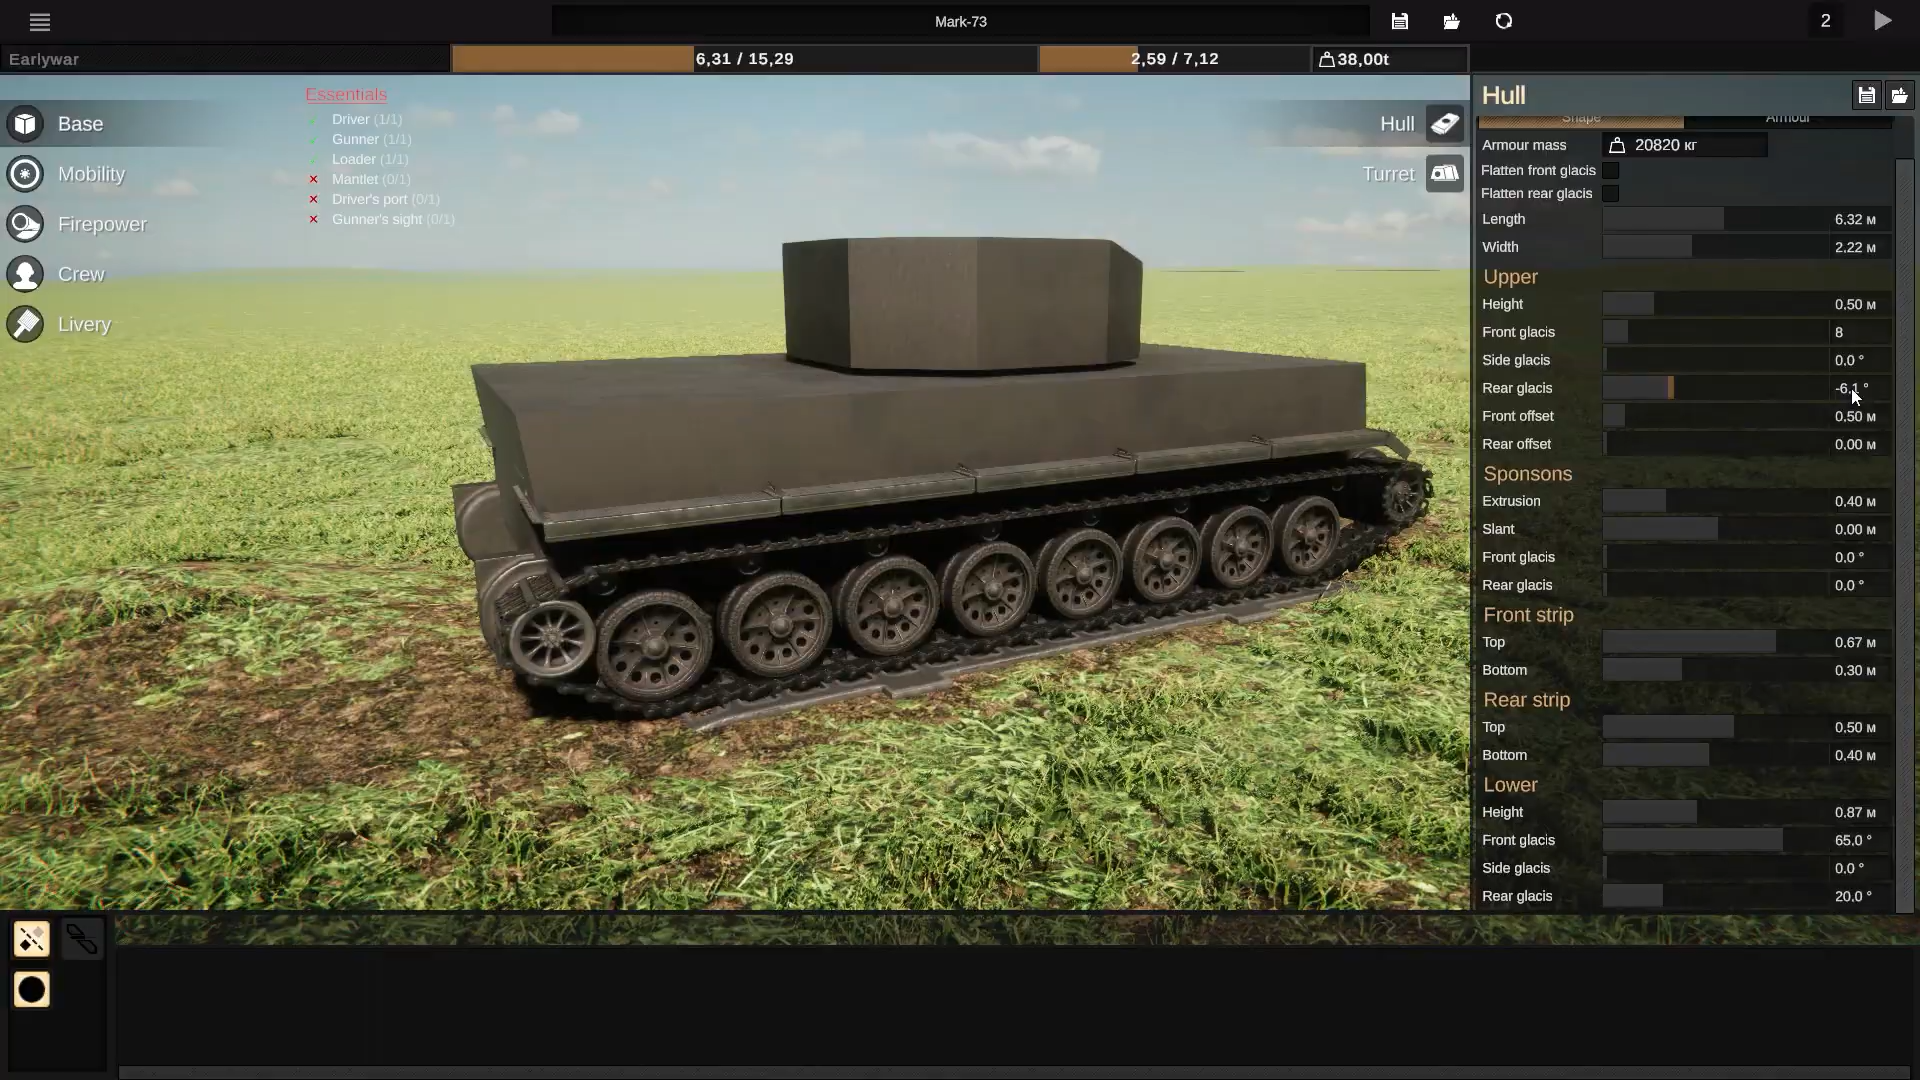 Mark-73
2
Earlywar
6,31 / 15,29
2,59 / 7,12
38,00t
Essentials
Driver (1/1)
Gunner (1/1)
Loader (1/1)
Mantlet (0/1)
Driver's port (0/1)
Gunner's sight (0/1)
Base
Mobility
Firepower
Crew
Livery
Hull
Turret
Hull
Shape
Armour
Armour mass 20820 кг
Flatten front glacis
Flatten rear glacis
Length 6.32 м
Width 2.22 м
Upper
Height 0,50 м
Front glacis 8
Side glacis 0.0 °
Rear glacis -6,1 °
Front offset 0,50 м
Rear offset 0.00 м
Sponsons
Extrusion 0,40 м
Slant 0.00 м
Front glacis 0,0 °
Rear glacis 0.0 °
Front strip
Top 0.67 м
Bottom 0.30 м
Rear strip
Top 0,50 м
Bottom 0.40 м
Lower
Height 0.87 м
Front glacis 65.0 °
Side glacis 0.0 °
Rear glacis 20,0 °